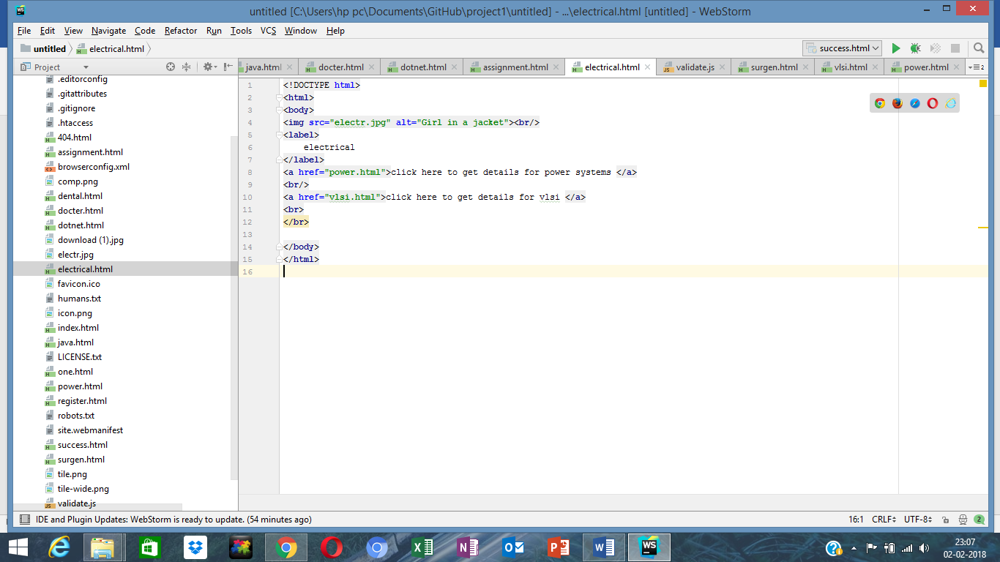 untitled [C:\Users\hp pc\Documents\GitHub\project1\untitled] - ...\electrical.html [untitled] - WebStorm
File Edit View Navigate Code Refactor Run Tools VCS Window Help
untitled electrical.html success.html
Project
java.html docter.html dotnet.html assignment.html electrical.html validate.js surgen.html vlsi.html power.html 2
.editorconfig
.gitattributes
.gitignore
.htaccess
404.html
assignment.html
browserconfig.xml
comp.png
dental.html
docter.html
dotnet.html
download (1).jpg
electr.jpg
electrical.html
favicon.ico
humans.txt
icon.png
index.html
java.html
LICENSE.txt
one.html
power.html
register.html
robots.txt
site.webmanifest
success.html
surgen.html
tile.png
tile-wide.png
validate.js
1 <!DOCTYPE html>
2 <html>
3 <body>
4 <img src="electr.jpg" alt="Girl in a jacket"><br/>
5 <label>
6     electrical
7 </label>
8 <a href="power.html">click here to get details for power systems </a>
9 <br/>
10 <a href="vlsi.html">click here to get details for vlsi </a>
11 <br>
12 </br>
13
14 </body>
15 </html>
16
IDE and Plugin Updates: WebStorm is ready to update. (54 minutes ago) 16:1 CRLF UTF-8 2
23:07
02-02-2018